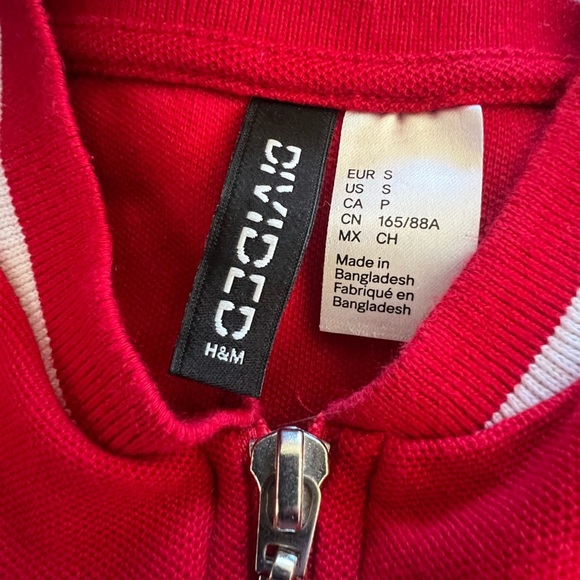 DIVIDED
H&M
EUR S
US S
CA P
CN 165/88A
MX CH
Made in
Bangladesh
Fabriqué en
Bangladesh